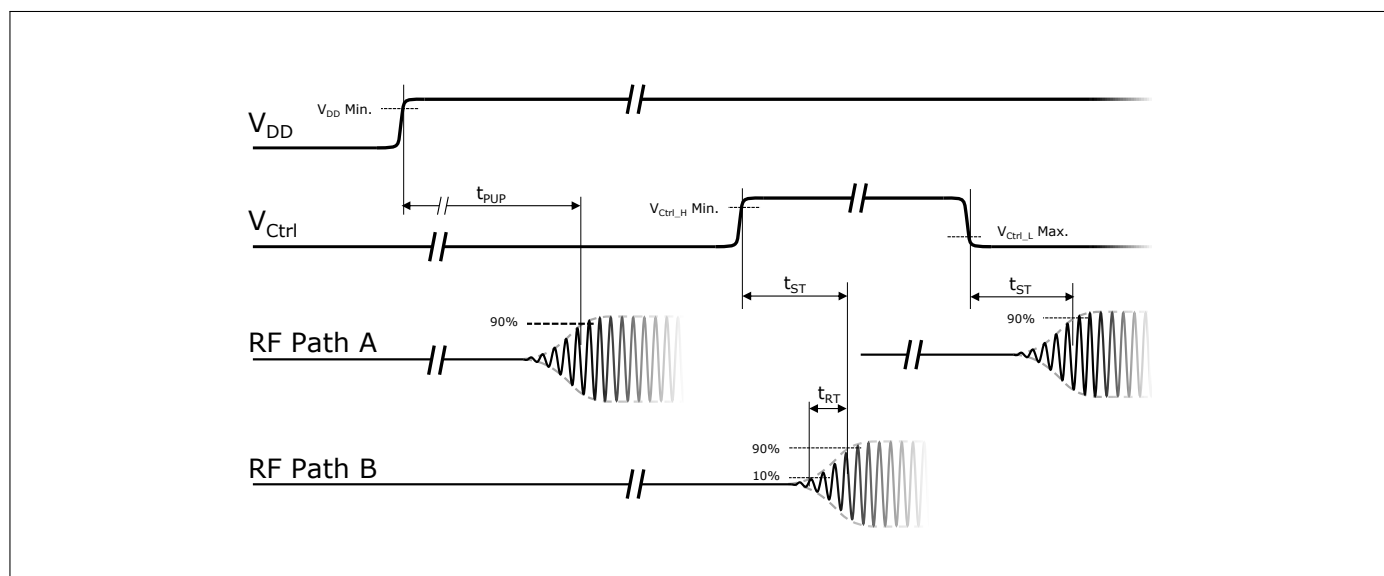 V_DD Min.
V_DD
t_PUP
V_Ctrl_H Min.
V_Ctrl
V_Ctrl_L Max.
t_ST
t_ST
90%
90%
RF Path A
t_RT
90%
RF Path B
10%